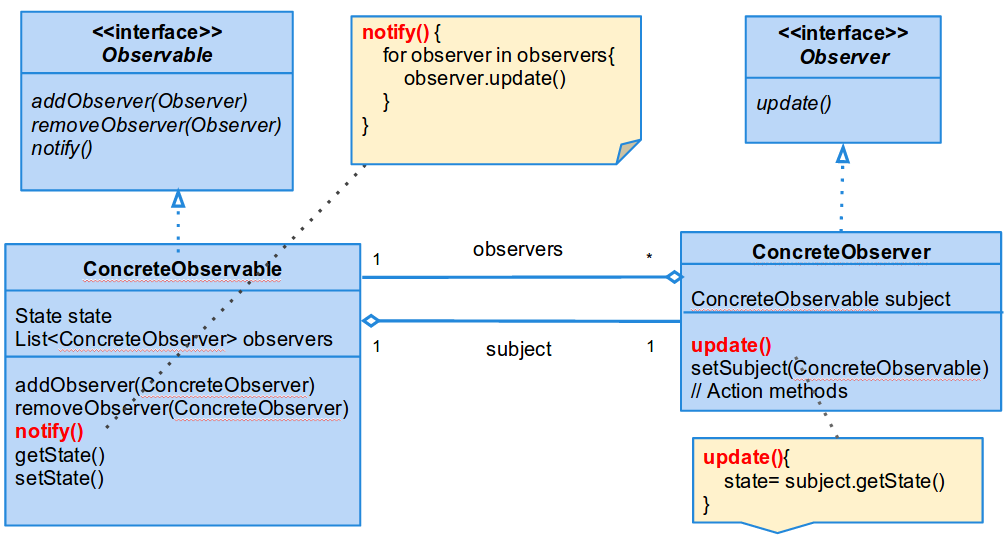 <<interface>>
Observable
addObserver(Observer)
removeObserver(Observer)
notify()
notify() {
for observer in observers{
observer.update()
}
}
<<interface>>
Observer
update()
ConcreteObservable
State state
List<ConcreteObserver> observers
addObserver(ConcreteObserver)
removeObserver(ConcreteObserver)
notify()
getState()
setState()
1
observers
*
1
subject
1
ConcreteObserver
ConcreteObservable subject
update()
setSubject(ConcreteObservable)
// Action methods
update(){
state= subject.getState()
}